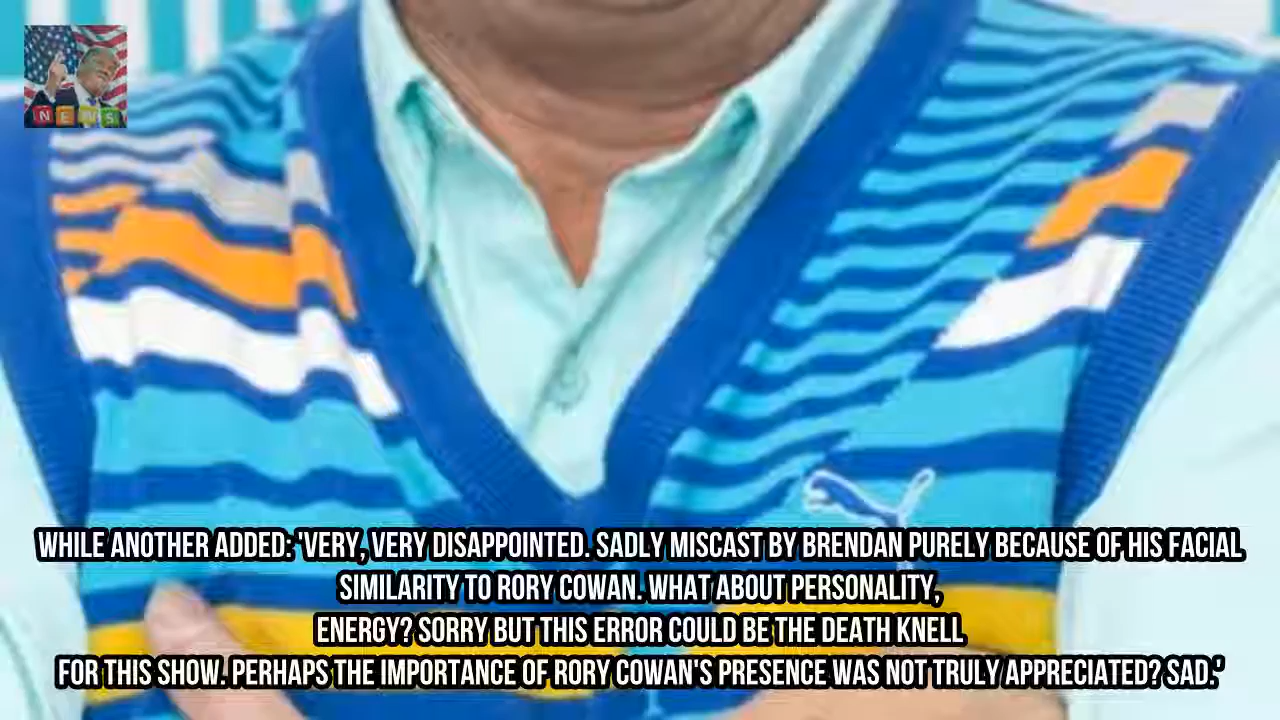 NEWS
WHILE ANOTHER ADDED: 'VERY, VERY DISAPPOINTED. SADLY MISCAST BY BRENDAN PURELY BECAUSE OF HIS FACIAL
SIMILARITY TO RORY COWAN. WHAT ABOUT PERSONALITY,
ENERGY? SORRY BUT THIS ERROR COULD BE THE DEATH KNELL
FOR THIS SHOW. PERHAPS THE IMPORTANCE OF RORY COWAN'S PRESENCE WAS NOT TRULY APPRECIATED? SAD.'